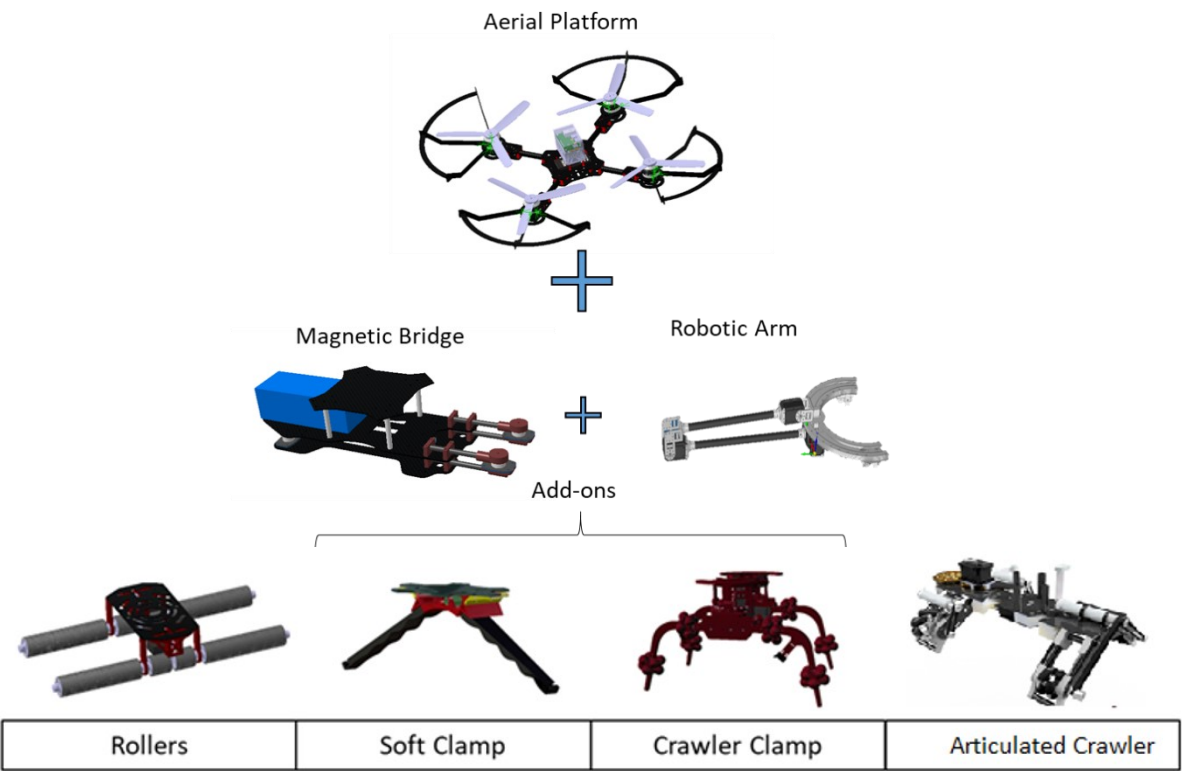 Aerial Platform
Magnetic Bridge
Robotic Arm
Add-ons
Rollers
Soft Clamp
Crawler Clamp
Articulated Crawler